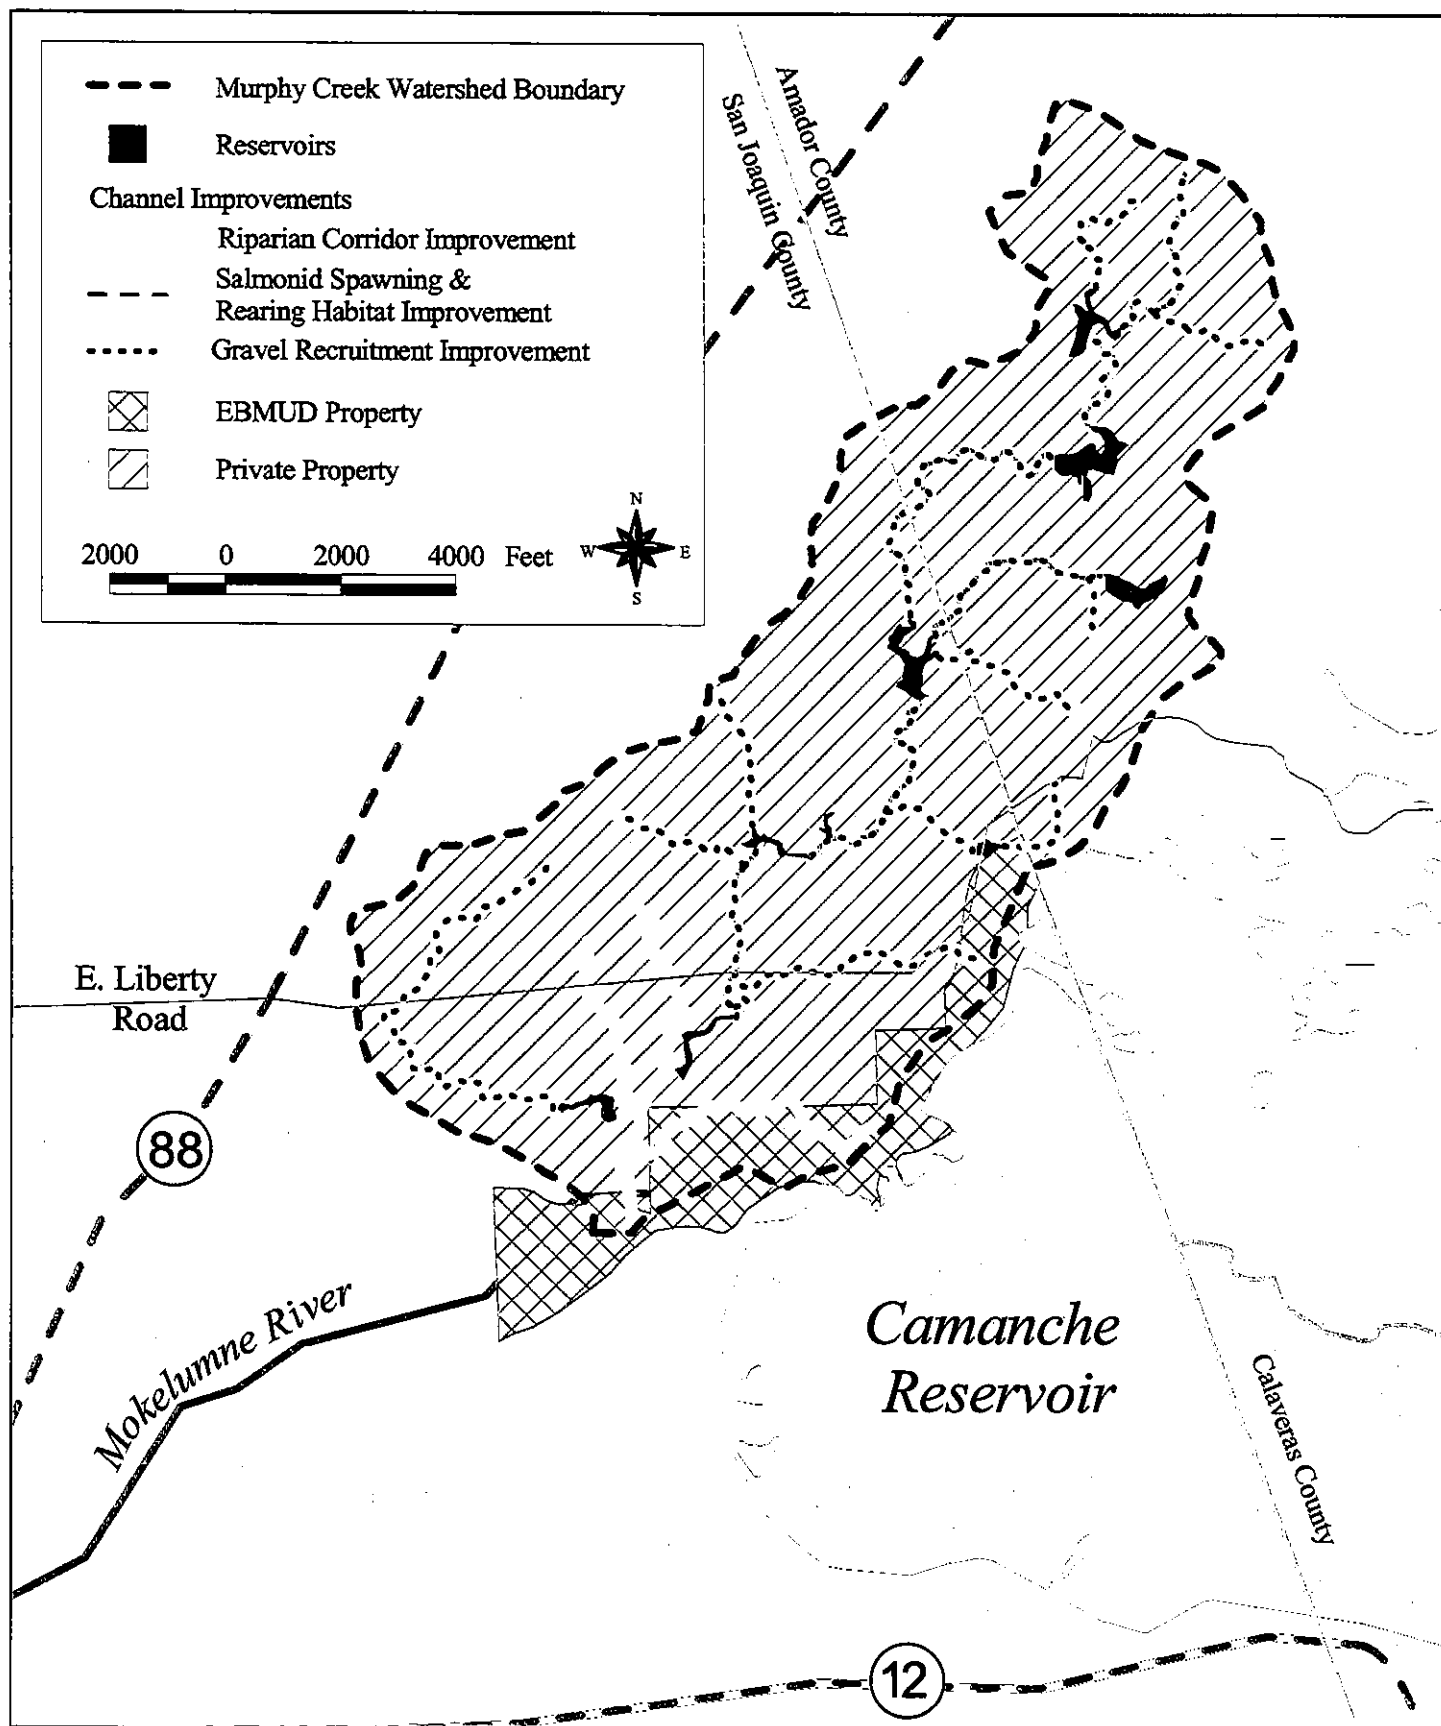 Murphy Creek Watershed Boundary
Reservoirs
Channel Improvements
Riparian Corridor Improvement
Salmonid Spawning &
Rearing Habitat Improvement
Gravel Recruitment Improvement
EBMUD Property
Private Property
N
W E
S
2000 0 2000 4000 Feet
Amador County
San Joaquin County
E. Liberty
Road
88
Mokelumne River
Camanche
Reservoir
Calaveras County
12